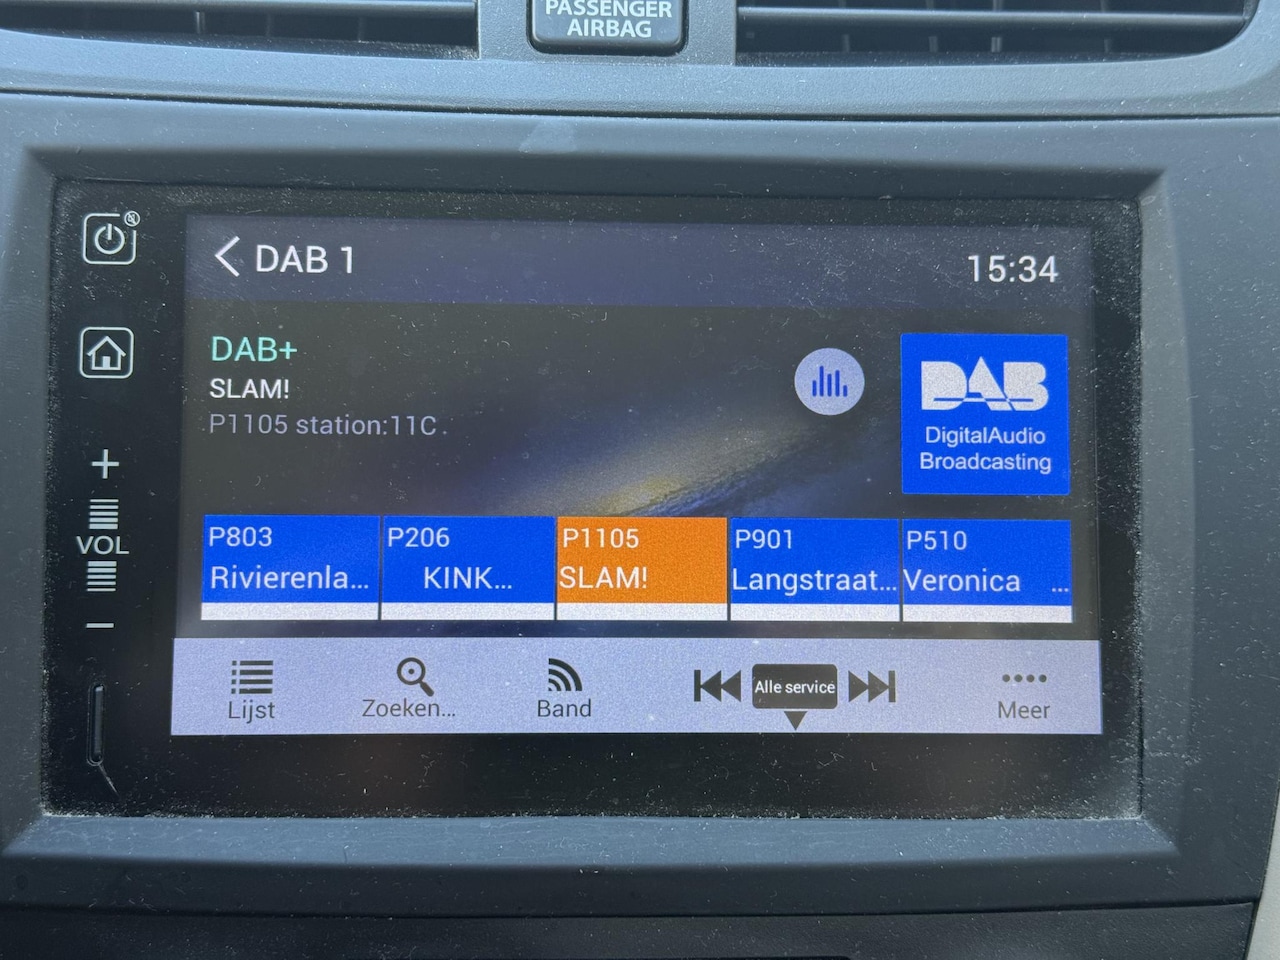 PASSENGER
AIRBAG
DAB 1
15:34
DAB+
SLAM!
P1105 station:11C.
DAB
DigitalAudio
Broadcasting
VOL
P803
Rivierenla...
P206
KINK...
P1105
SLAM!
P901
Langstraat...
P510
Veronica ...
Lijst
Zoeken...
Band
Alle service
Meer